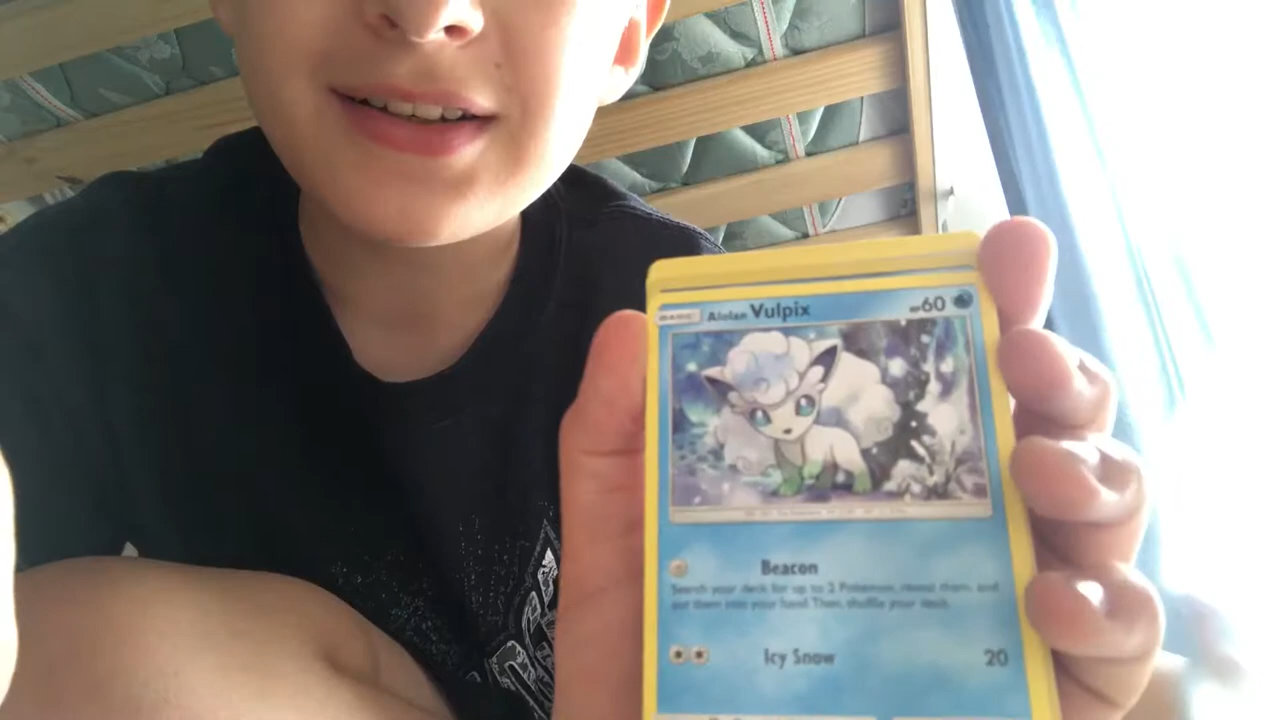 BASIC Alolan Vulpix HP60
Beacon
Search your deck for up to 2 Pokémon, reveal them, and
put them into your hand. Then, shuffle your deck.
Icy Snow 20